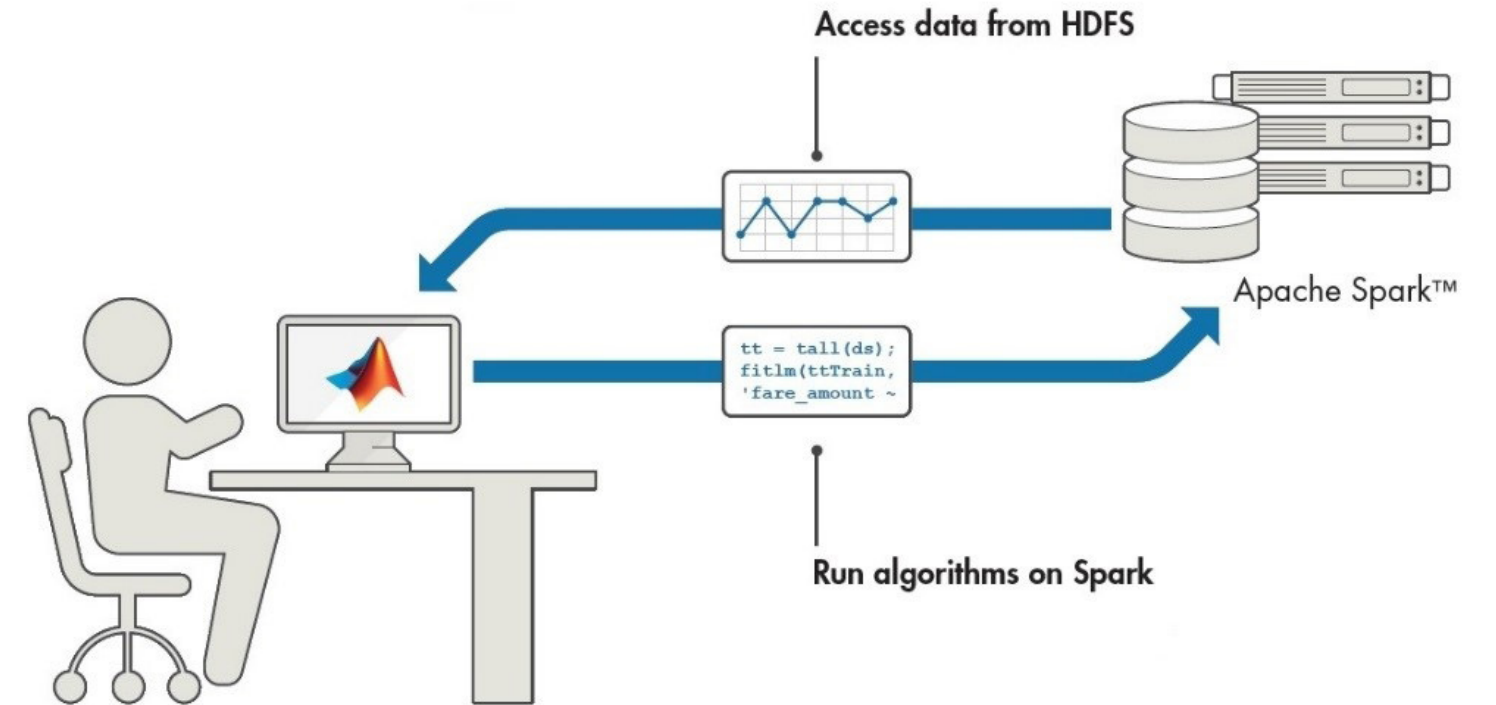 Access data from HDFS
Apache Spark™
tt = tall(ds);
fitlm(ttTrain,
'fare_amount ~
Run algorithms on Spark